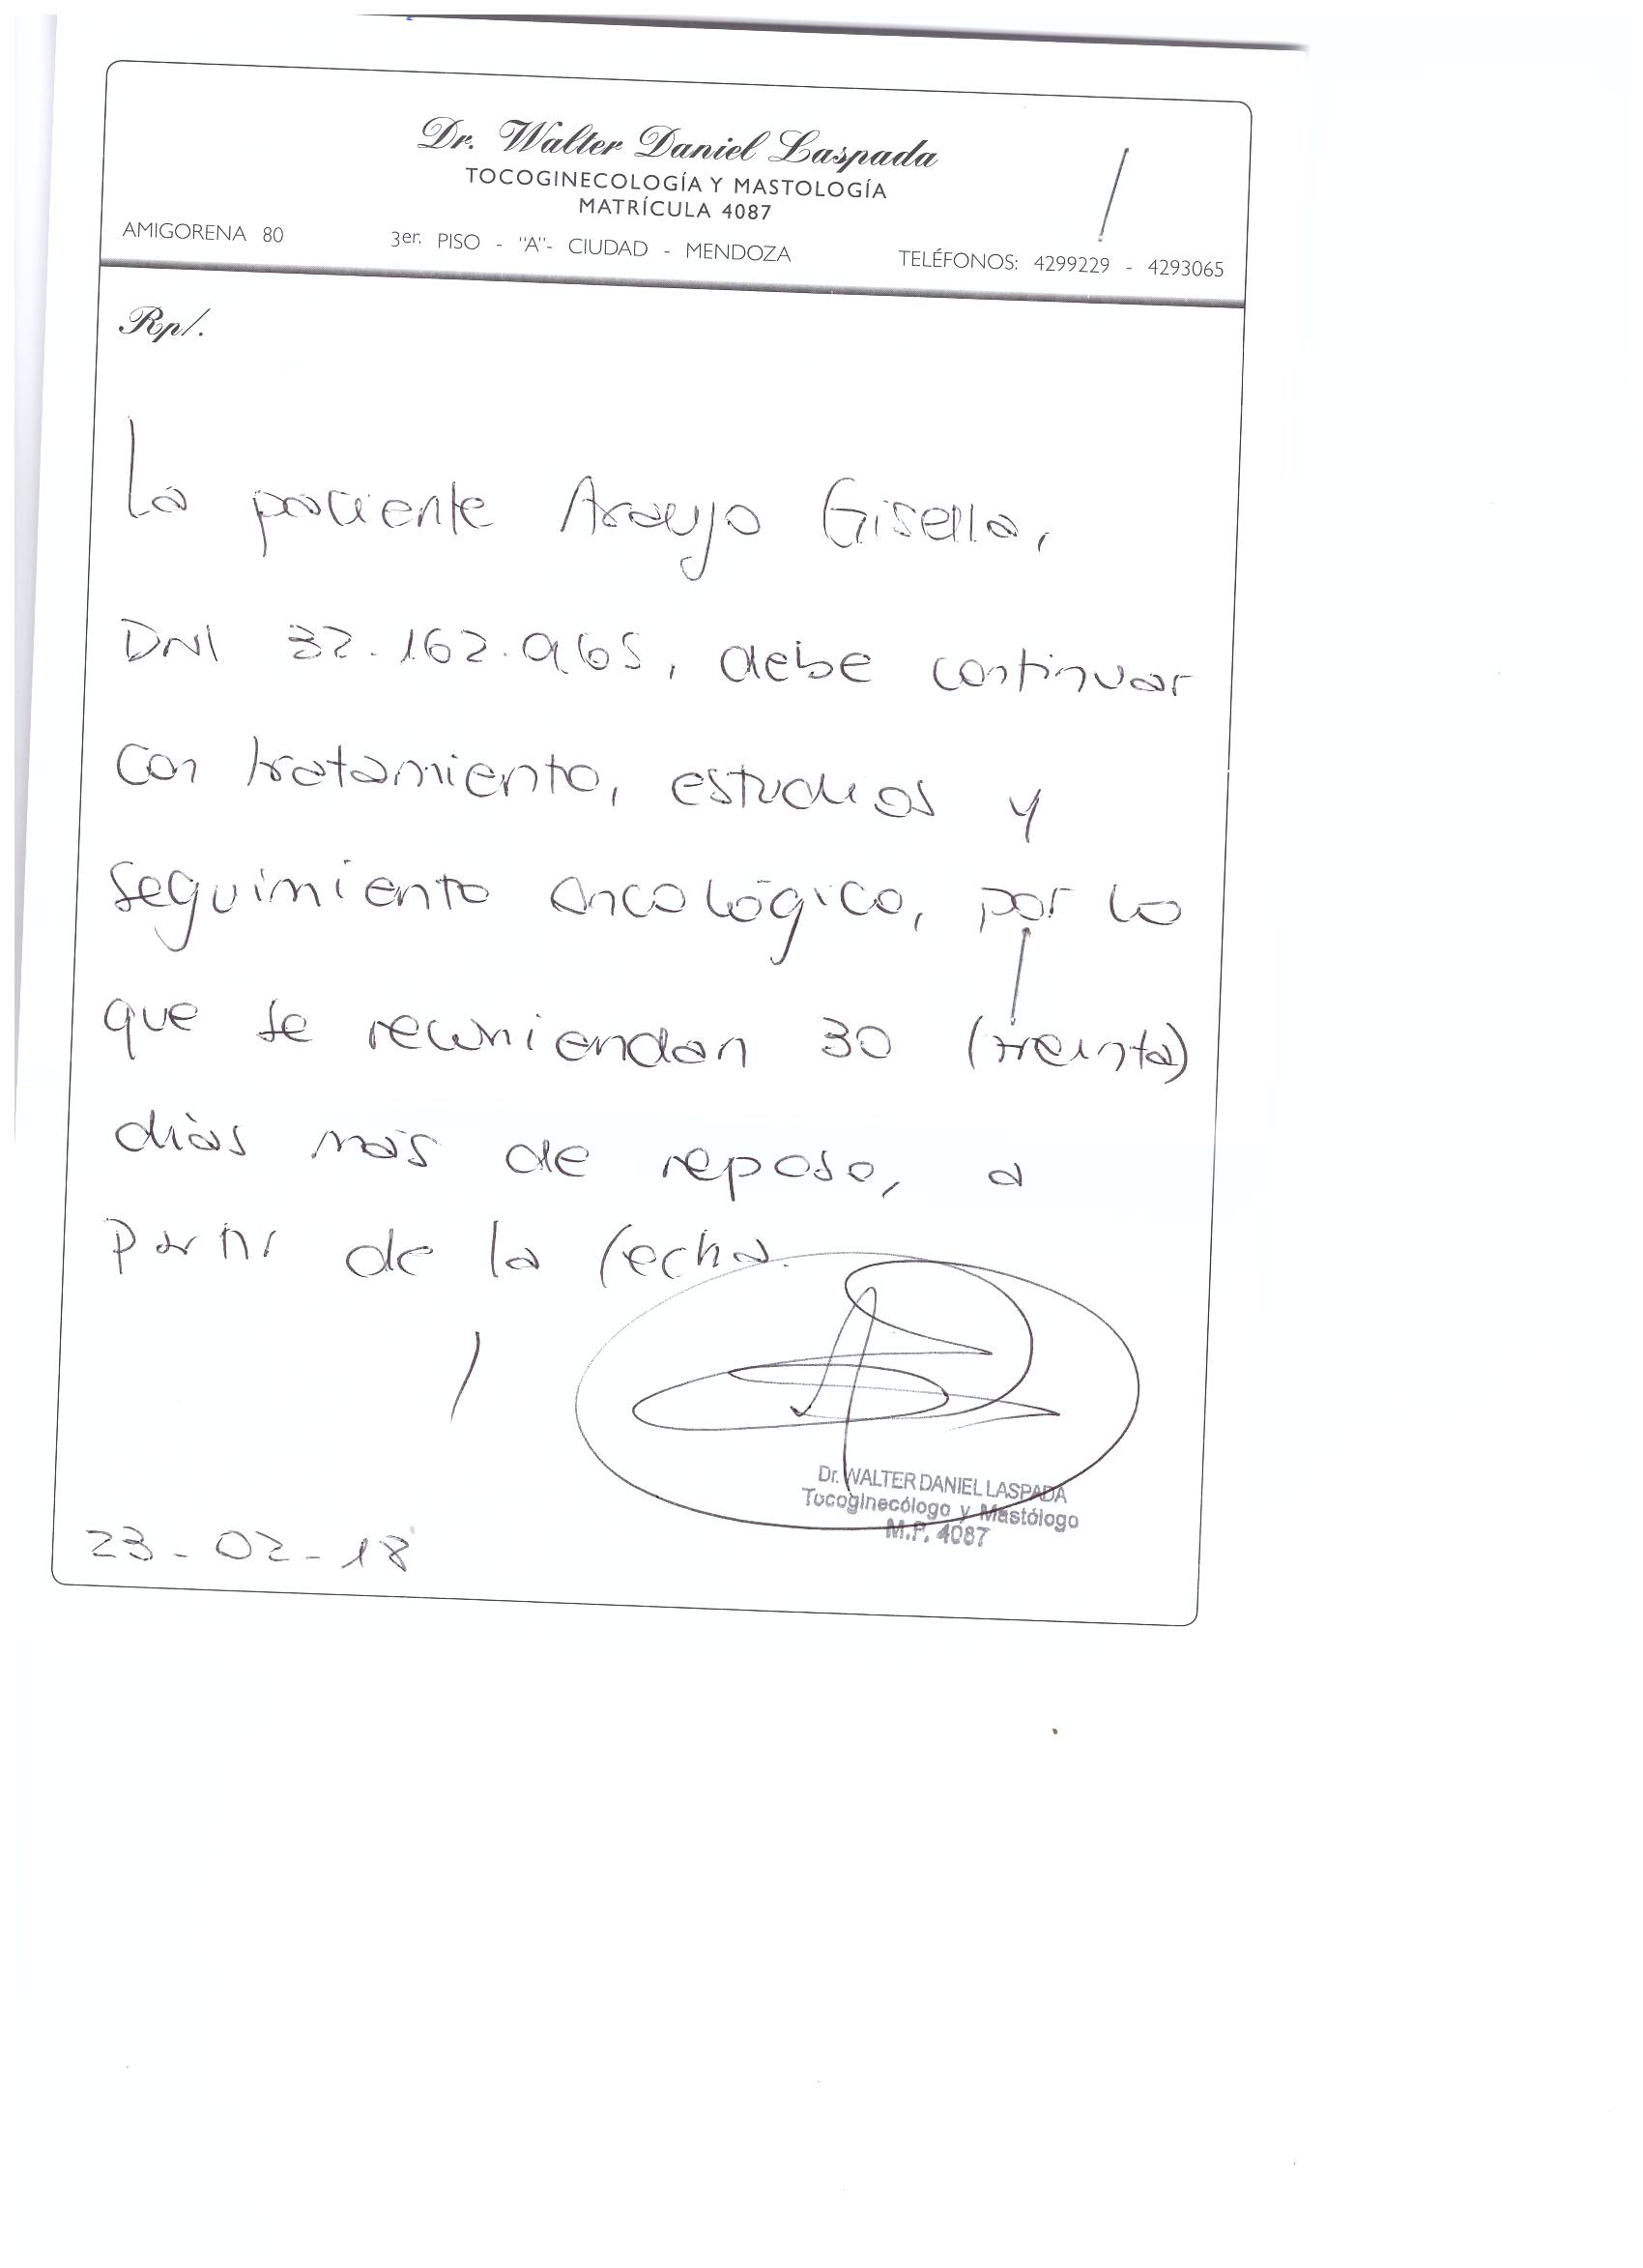 Dr. Walter Daniel Laspada
TOCOGINECOLOGÍA Y MASTOLOGÍA
MATRÍCULA 4087
AMIGORENA 80 3er. PISO - "A"- CIUDAD - MENDOZA TELÉFONOS: 4299229 - 4293065
Rp/.
La paciente Araujo Gisella,
DNI 32.162.965, debe continuar
con tratamiento, estudios y
seguimiento oncológico, por lo
que se recomiendan 30 (treinta)
días más de reposo, a
partir de la fecha.
Dr. WALTER DANIEL LASPADA
Tocoginecólogo y Mastólogo
M.P. 4087
23-02-18